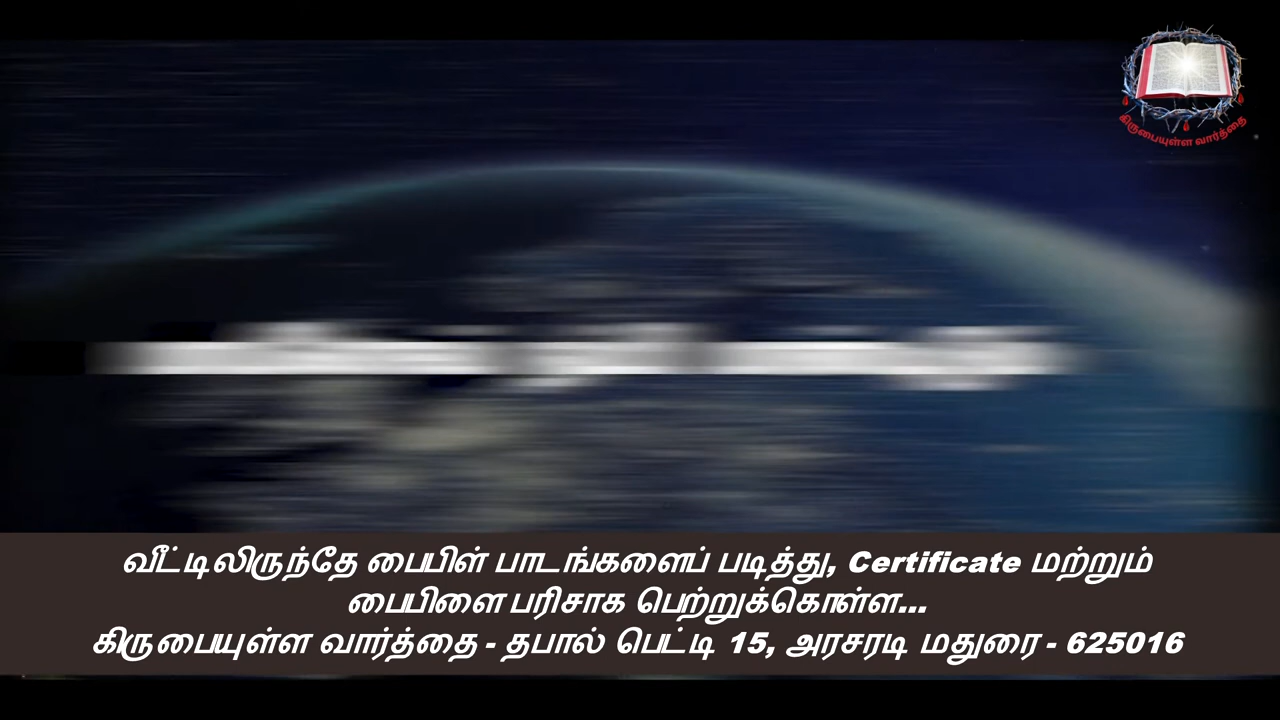 கிருபையுள்ள வார்த்தை
வீட்டிலிருந்தே பைபிள் பாடங்களைப் படித்து, Certificate மற்றும்
பைபிளை பரிசாக பெற்றுக்கொள்ள...
கிருபையுள்ள வார்த்தை - தபால் பெட்டி 15, அரசரடி மதுரை - 625016